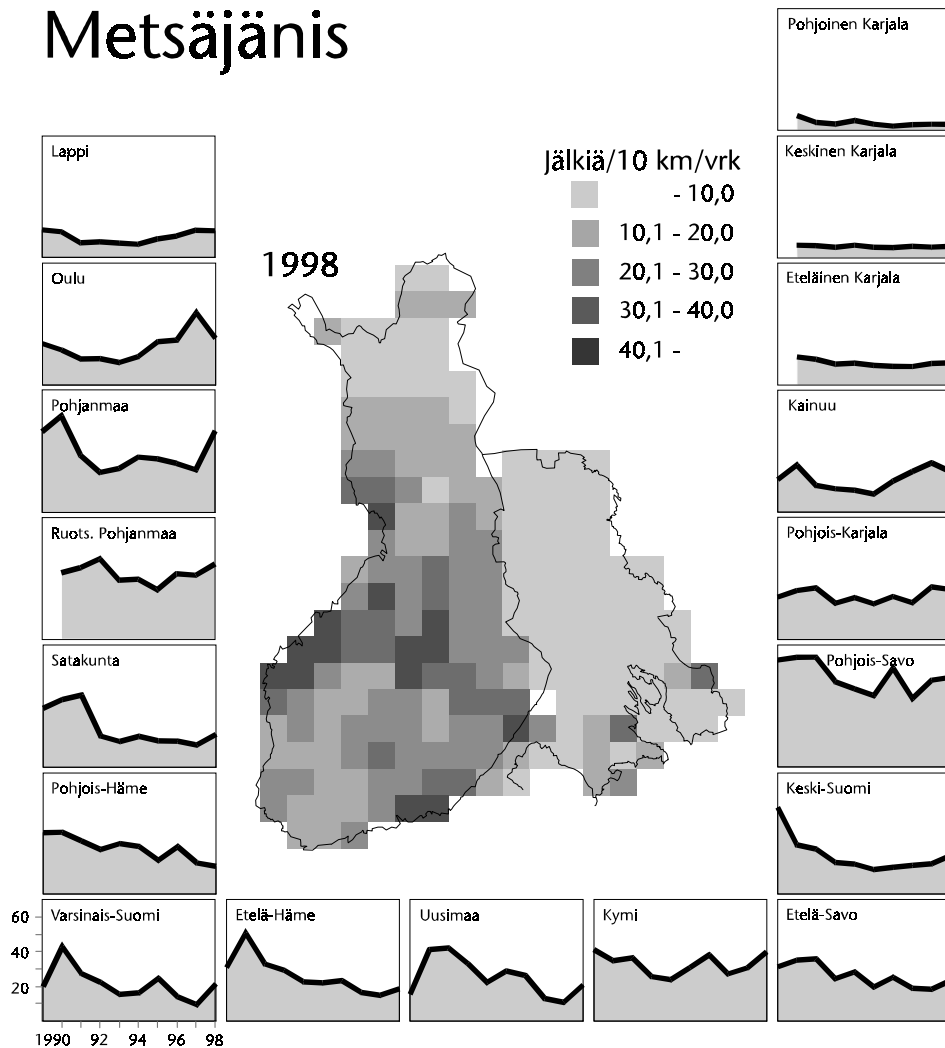 Metsäjänis
Pohjoinen Karjala
Lappi
Jälkiä/10 km/vrk
Keskinen Karjala
- 10,0
10,1 - 20,0
20,1 - 30,0
30,1 - 40,0
40,1 -
1998
Oulu
Eteläinen Karjala
Pohjanmaa
Kainuu
Ruots. Pohjanmaa
Pohjois-Karjala
Satakunta
Pohjois-Savo
Pohjois-Häme
Keski-Suomi
Varsinais-Suomi
Etelä-Häme
Uusimaa
Kymi
Etelä-Savo
60
40
20
1990 92 94 96 98